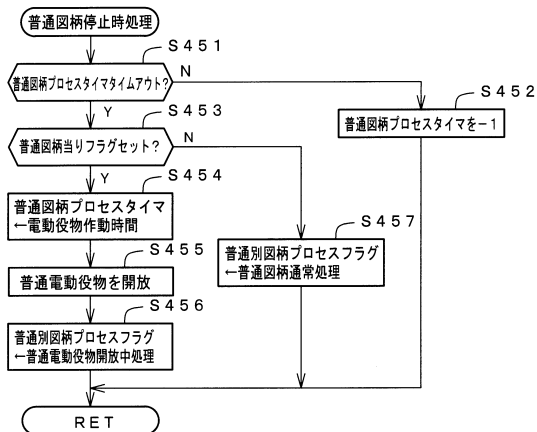 普通図柄停止時処理
S451
普通図柄プロセスタイマタイムアウト?
N
S452
普通図柄プロセスタイマを−1
Y
S453
普通図柄当りフラグセット?
N
Y
S454
普通図柄プロセスタイマ
←電動役物作動時間
S457
普通別図柄プロセスフラグ
←普通図柄通常処理
S455
普通電動役物を開放
S456
普通別図柄プロセスフラグ
←普通電動役物開放中処理
RET